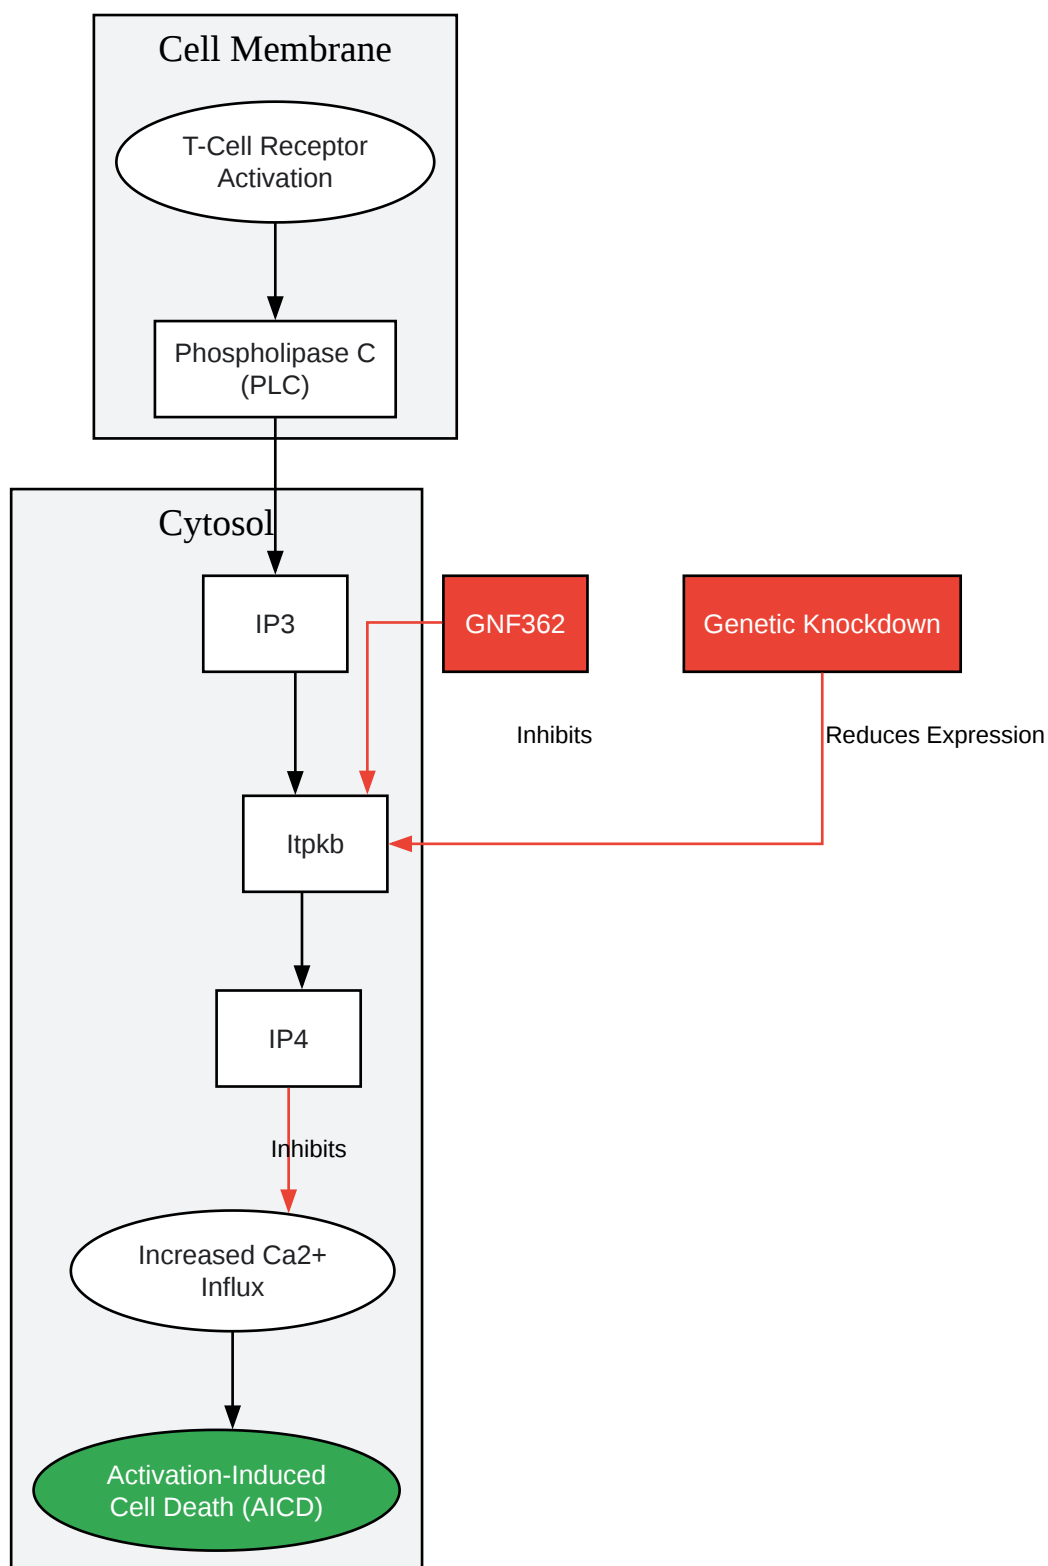 Cell Membrane
T-Cell Receptor
Activation
Phospholipase C
(PLC)
Cytosol
IP3
GNF362
Genetic Knockdown
Inhibits
Reduces Expression
Itpkb
IP4
Inhibits
Increased Ca2+
Influx
Activation-Induced
Cell Death (AICD)